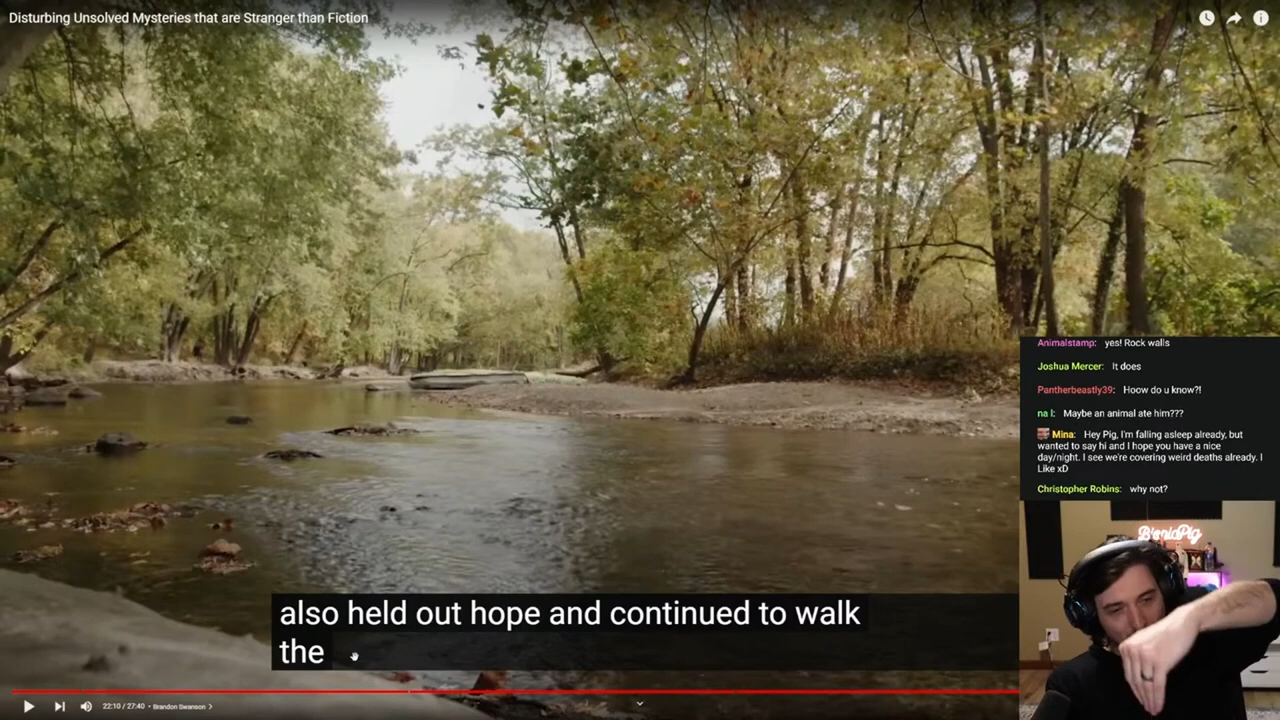 Disturbing Unsolved Mysteries that are Stranger than Fiction
Animalstamp: yes! Rock walls
Joshua Mercer: It does
Pantherbeastly39: Hoow do u know?!
na l: Maybe an animal ate him???
Mina: Hey Pig, I'm falling asleep already, but
wanted to say hi and I hope you have a nice
day/night. I see we're covering weird deaths already. I
Like xD
Christopher Robins: why not?
also held out hope and continued to walk
the
22:10 / 27:40 • Brandon Swanson